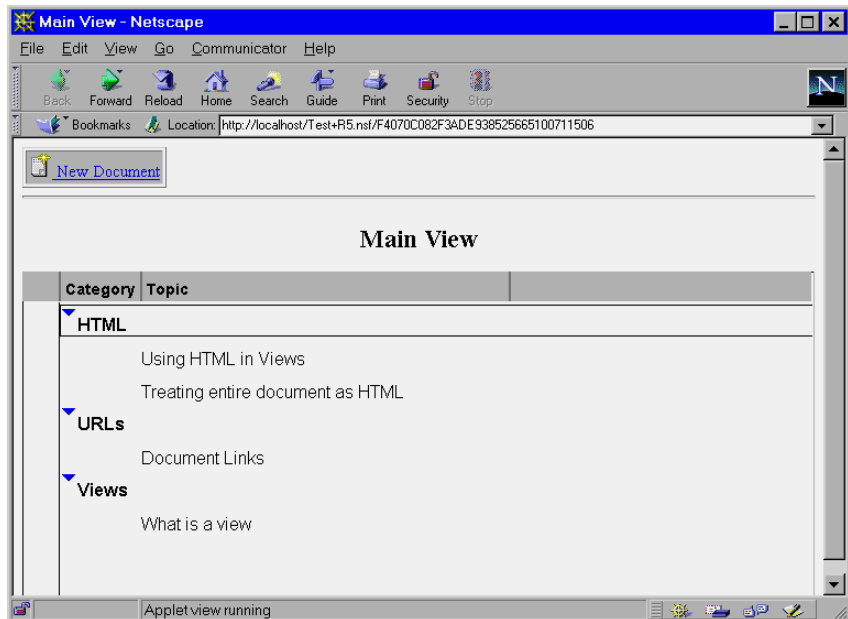 Main View - Netscape
File Edit View Go Communicator Help
Back Forward Reload Home Search Guide Print Security Stop
N
Bookmarks Location: http://localhost/Test+R5.nsf/F4070C082F3ADE938525665100711506
New Document
Main View
Category Topic
HTML
Using HTML in Views
Treating entire document as HTML
URLs
Document Links
Views
What is a view
Applet view running